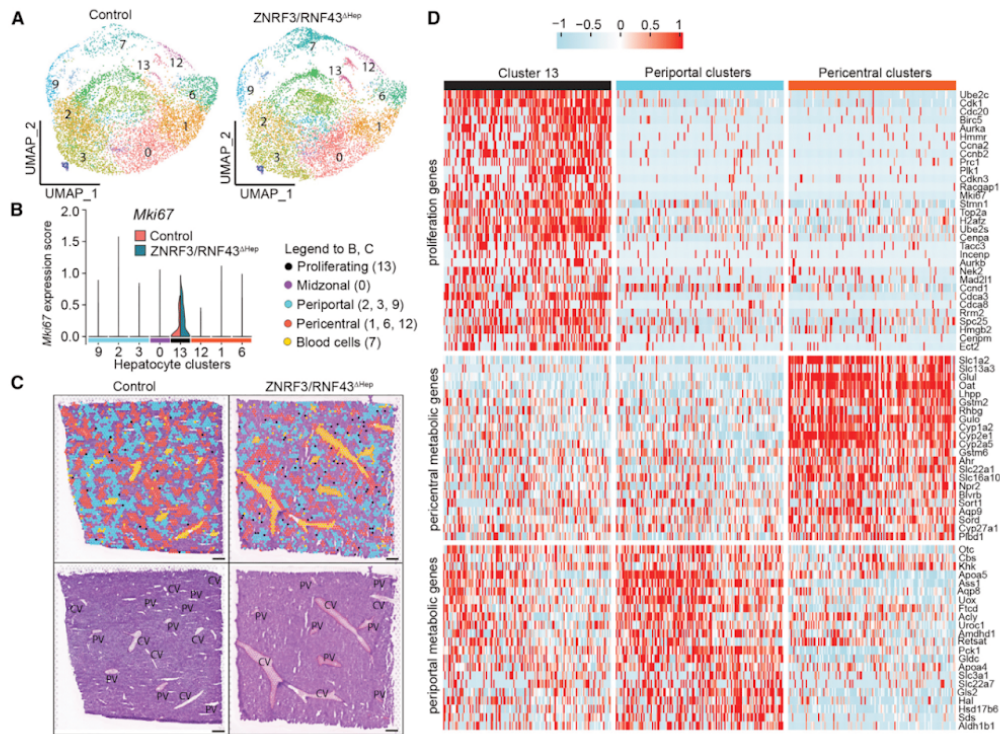 A
Control
ZNRF3/RNF43ΔHep
7
13
12
9
6
2
1
3
0
7
13
12
9
6
2
1
3
0
UMAP_2
UMAP_1
UMAP_2
UMAP_1
B
Mki67
Control
ZNRF3/RNF43ΔHep
Mki67 expression score
2.0
1.5
1.0
0.5
0.0
9 2 3 0 13 12 1 6
Hepatocyte clusters
Legend to B, C
Proliferating (13)
Midzonal (0)
Periportal (2, 3, 9)
Pericentral (1, 6, 12)
Blood cells (7)
C
Control
ZNRF3/RNF43ΔHep
CV
CV
PV
PV
PV
CV
PV
PV
CV
CV
PV
PV
CV
PV
PV
CV
PV
PV
CV
PV
CV
PV
CV
D
−1 −0.5 0 0.5 1
Cluster 13
Periportal clusters
Pericentral clusters
proliferation genes
Ube2c
Cdk1
Cdc20
Birc5
Aurka
Hmmr
Ccna2
Ccnb2
Prc1
Plk1
Cdkn3
Racgap1
Mki67
Stmn1
Top2a
H2afz
Ube2s
Cenpa
Tacc3
Incenp
Aurkb
Nek2
Mad2l1
Ccnd1
Cdca3
Cdca8
Rrm2
Spc25
Hmgb2
Cenpm
Ect2
pericentral metabolic genes
Slc1a2
Slc13a3
Glul
Oat
Lhpp
Gstm2
Rhbg
Gulo
Cyp1a2
Cyp2e1
Cyp2a5
Gstm6
Ahr
Slc22a1
Slc16a10
Npr2
Blvrb
Sort1
Aqp9
Sord
Cyp27a1
Plbd1
periportal metabolic genes
Otc
Cbs
Khk
Apoa5
Ass1
Aqp8
Uox
Ftcd
Acly
Uroc1
Amdhd1
Retsat
Pck1
Gldc
Apoa4
Slc3a1
Slc22a7
Gls2
Hal
Hsd17b6
Sds
Aldh1b1